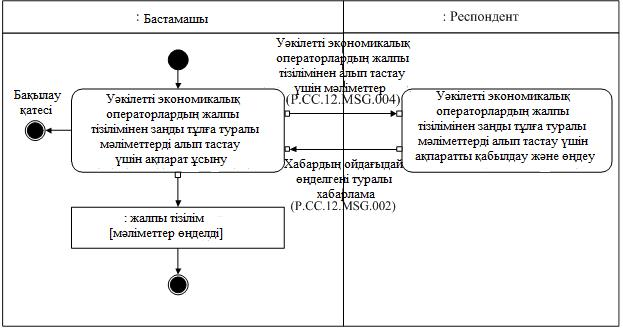 : Бастамашы
: Респондент
Уәкілетті экономикалық
операторлардың жалпы
тізілімінен алып тастау
үшін мәліметтер
(P.CC.12.MSG.004)
Бақылау
қатесі
Уәкілетті экономикалық
операторлардың жалпы
тізілімінен заңды тұлға туралы
мәліметтерді алып тастау
үшін ақпарат ұсыну
Уәкілетті экономикалық
операторлардың жалпы
тізілімінен заңды тұлға туралы
мәліметтерді алып тастау үшін
ақпаратты қабылдау және өңдеу
Хабардың ойдағыдай
өңделгені туралы
хабарлама
(P.CC.12.MSG.002)
: жалпы тізілім
[мәліметтер өңделді]